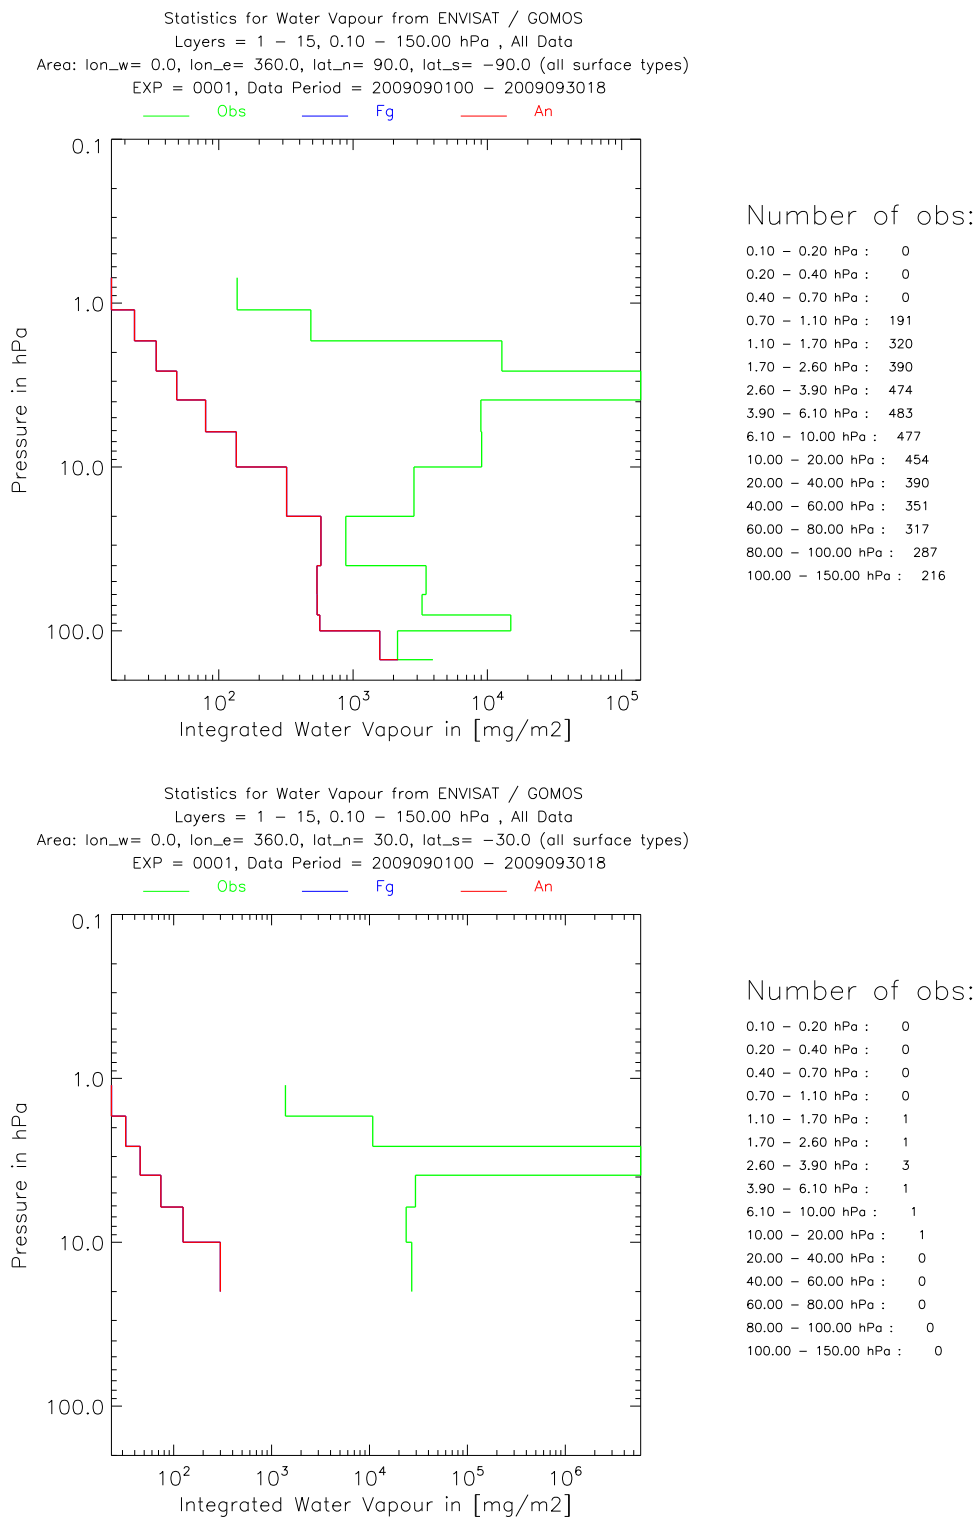 Statistics for Water Vapour from ENVISAT / GOMOS
Layers = 1 − 15, 0.10 − 150.00 hPa , All Data
Area: lon_w= 0.0, lon_e= 360.0, lat_n= 90.0, lat_s= −90.0 (all surface types)
EXP = 0001, Data Period = 2009090100 − 2009093018
Obs Fg An
0.1
1.0
10.0
100.0
Pressure in hPa
10^2 10^3 10^4 10^5
Integrated Water Vapour in [mg/m2]
Number of obs:
0.10 − 0.20 hPa : 0
0.20 − 0.40 hPa : 0
0.40 − 0.70 hPa : 0
0.70 − 1.10 hPa : 191
1.10 − 1.70 hPa : 320
1.70 − 2.60 hPa : 390
2.60 − 3.90 hPa : 474
3.90 − 6.10 hPa : 483
6.10 − 10.00 hPa : 477
10.00 − 20.00 hPa : 454
20.00 − 40.00 hPa : 390
40.00 − 60.00 hPa : 351
60.00 − 80.00 hPa : 317
80.00 − 100.00 hPa : 287
100.00 − 150.00 hPa : 216
Statistics for Water Vapour from ENVISAT / GOMOS
Layers = 1 − 15, 0.10 − 150.00 hPa , All Data
Area: lon_w= 0.0, lon_e= 360.0, lat_n= 30.0, lat_s= −30.0 (all surface types)
EXP = 0001, Data Period = 2009090100 − 2009093018
Obs Fg An
0.1
1.0
10.0
100.0
Pressure in hPa
10^2 10^3 10^4 10^5 10^6
Integrated Water Vapour in [mg/m2]
Number of obs:
0.10 − 0.20 hPa : 0
0.20 − 0.40 hPa : 0
0.40 − 0.70 hPa : 0
0.70 − 1.10 hPa : 0
1.10 − 1.70 hPa : 1
1.70 − 2.60 hPa : 1
2.60 − 3.90 hPa : 3
3.90 − 6.10 hPa : 1
6.10 − 10.00 hPa : 1
10.00 − 20.00 hPa : 1
20.00 − 40.00 hPa : 0
40.00 − 60.00 hPa : 0
60.00 − 80.00 hPa : 0
80.00 − 100.00 hPa : 0
100.00 − 150.00 hPa : 0